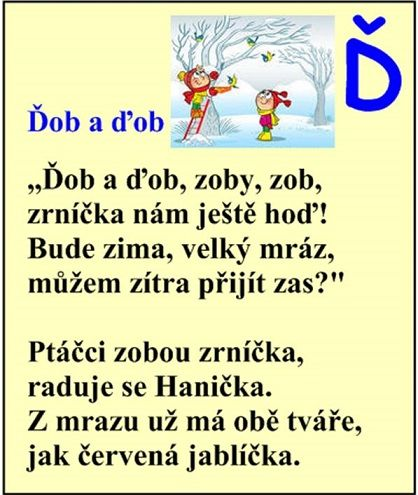 Ď
Ďob a ďob
„Ďob a ďob, zoby, zob,
zrníčka nám ještě hoď!
Bude zima, velký mráz,
můžem zítra přijít zas?"
Ptáčci zobou zrníčka,
raduje se Hanička.
Z mrazu už má obě tváře,
jak červená jablíčka.